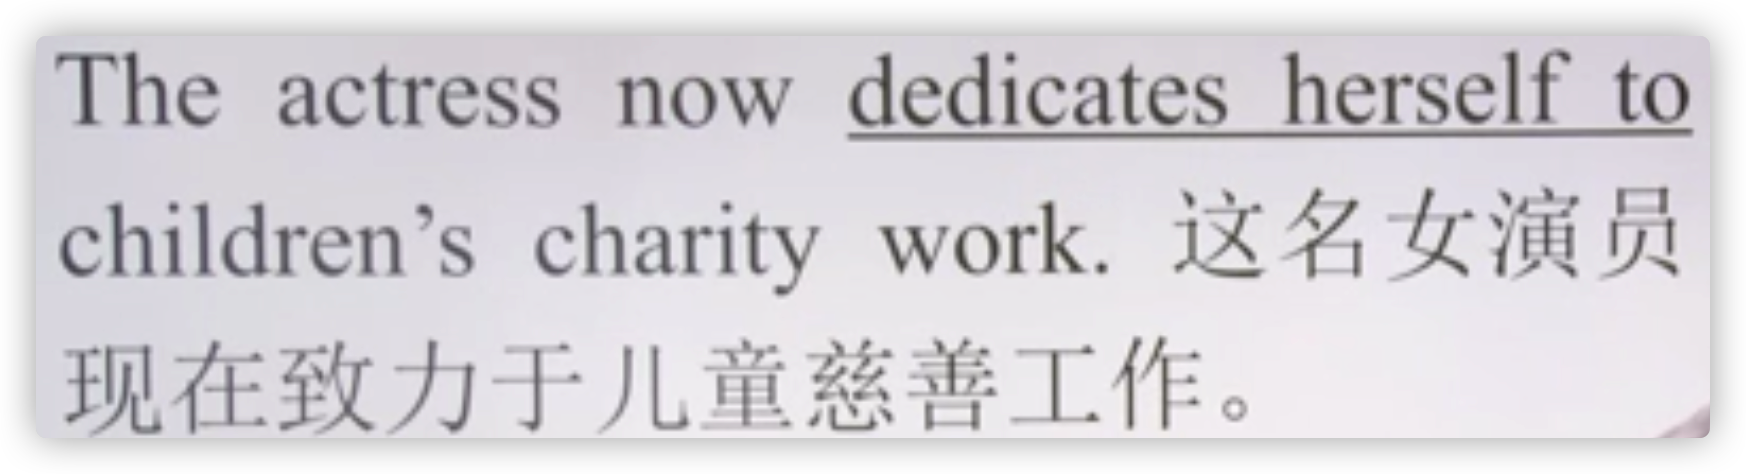 The actress now dedicates herself to
children’s charity work. 这名女演员
现在致力于儿童慈善工作。